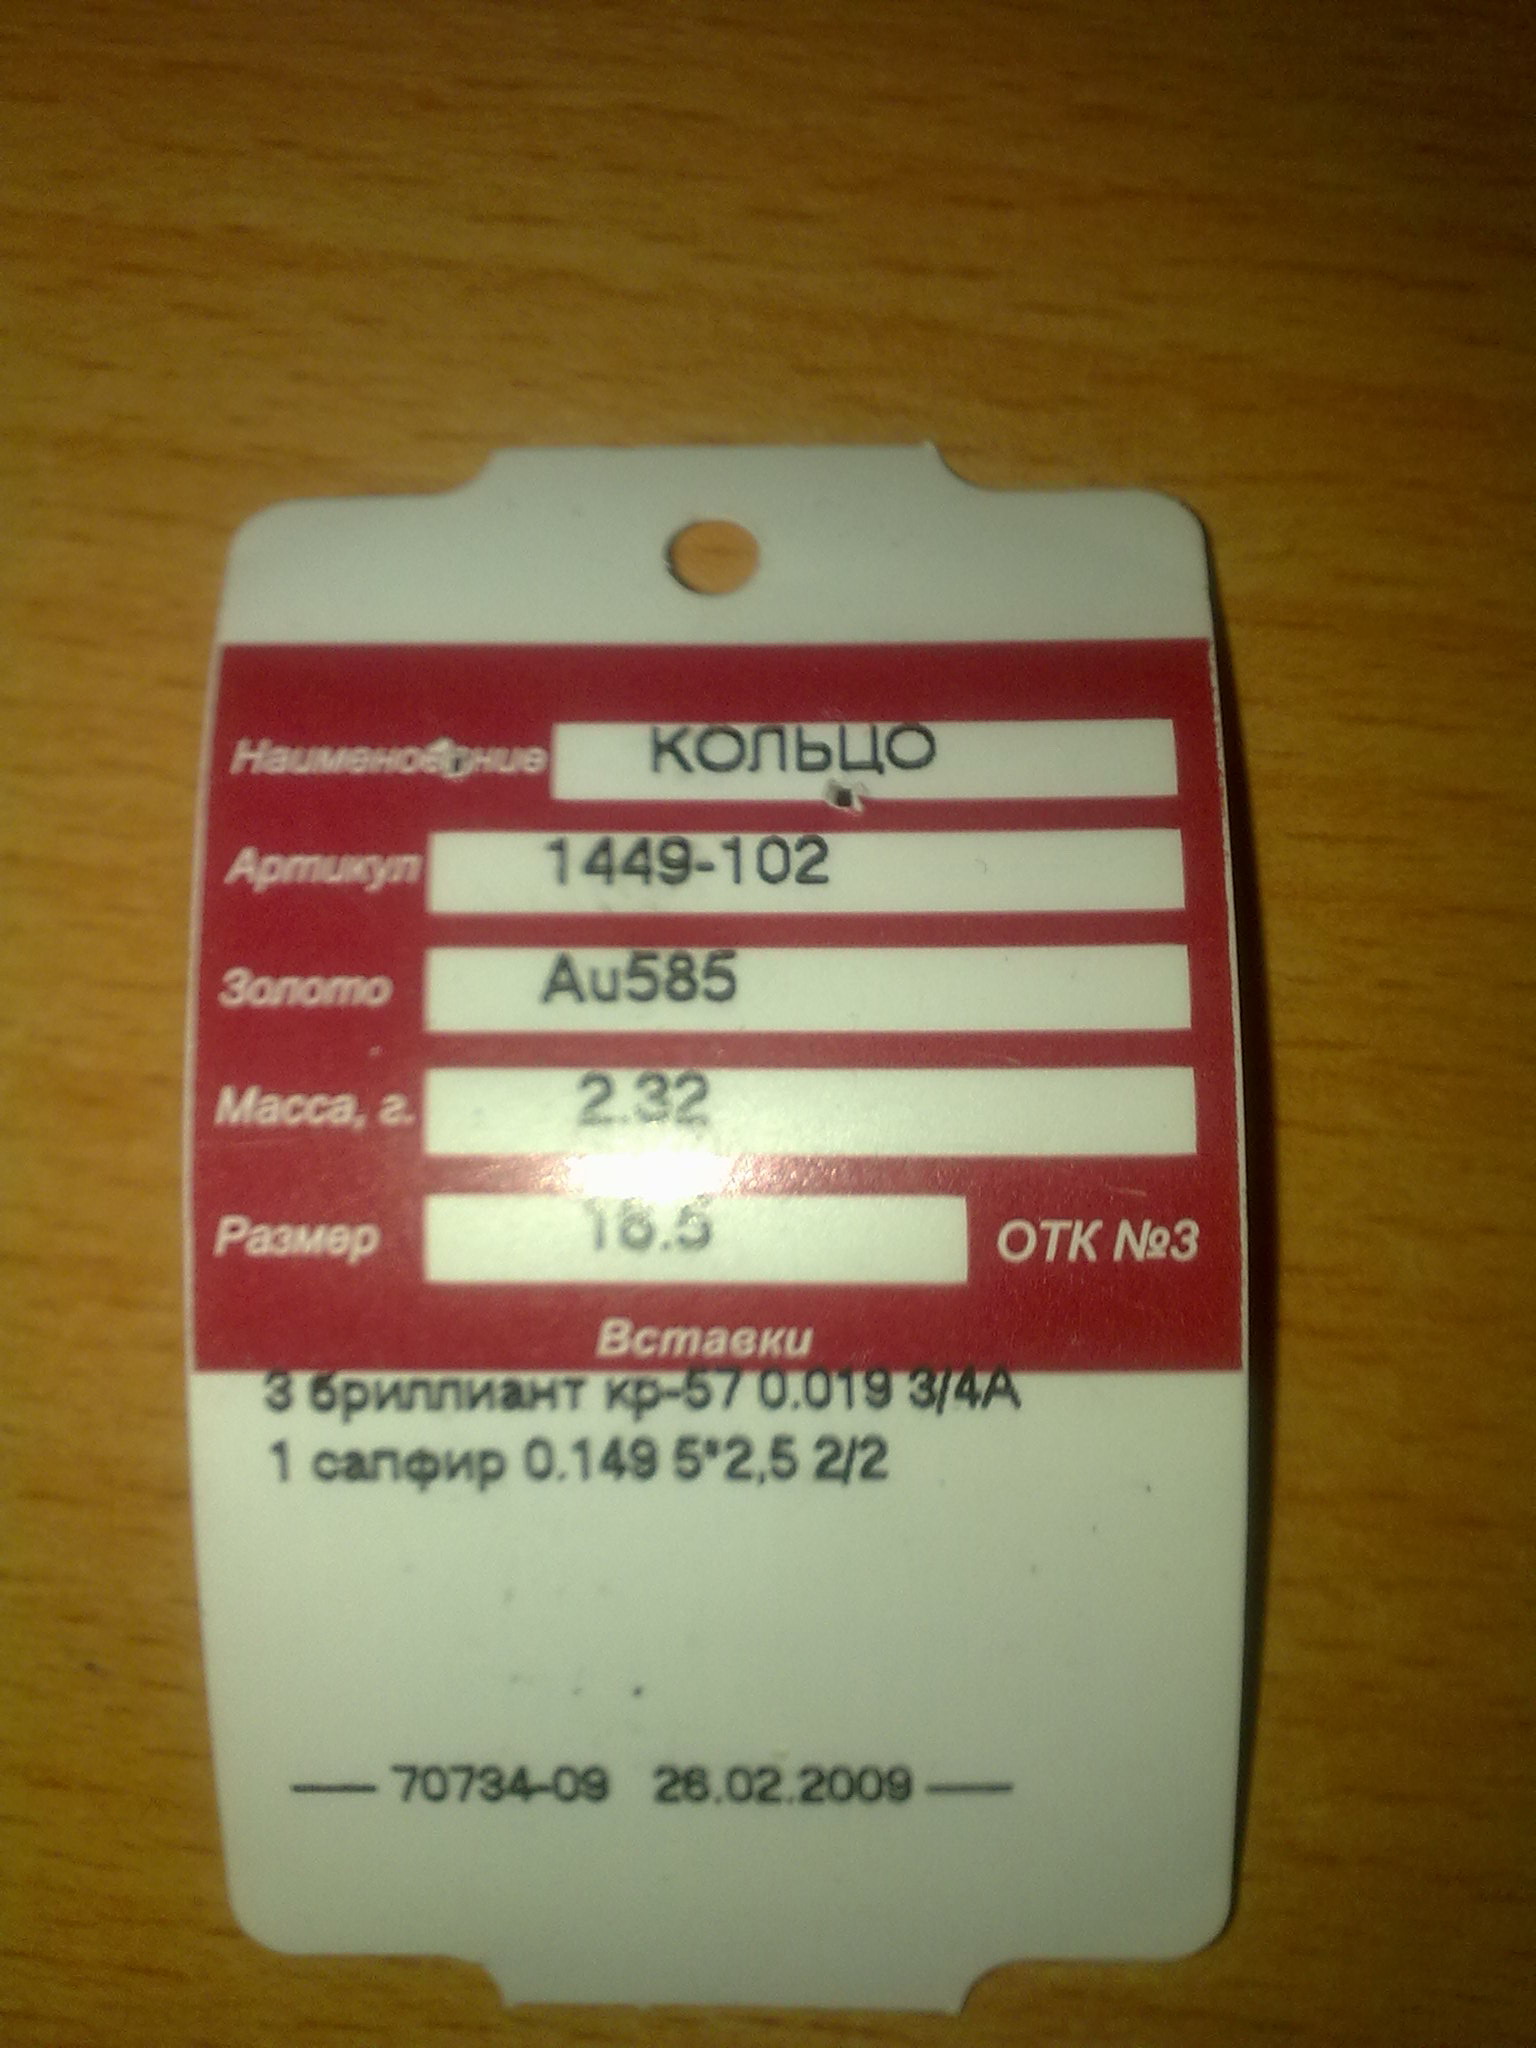 Наименование КОЛЬЦО
Артикул 1449-102
Золото Au585
Масса, г. 2.32
Размер ОТК №3
Вставки
3 бриллиант кр-57 0.019 3/4А
1 сапфир 0.149 5*2,5 2/2
70734-09 26.02.2009